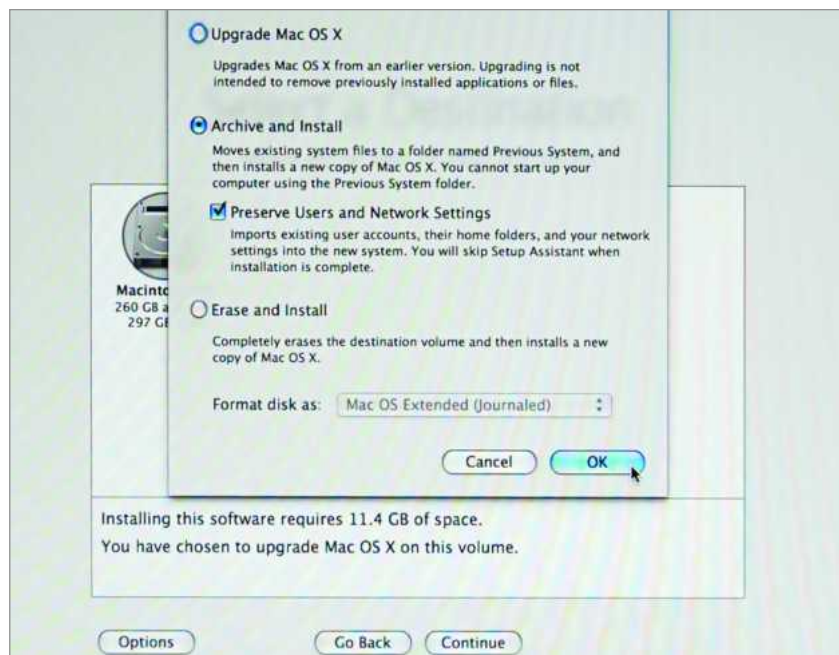 Upgrade Mac OS X
Upgrades Mac OS X from an earlier version. Upgrading is not
intended to remove previously installed applications or files.
Select a Destination
Archive and Install
Moves existing system files to a folder named Previous System, and
then installs a new copy of Mac OS X. You cannot start up your
computer using the Previous System folder.
Preserve Users and Network Settings
Imports existing user accounts, their home folders, and your network
settings into the new system. You will skip Setup Assistant when
installation is complete.
260 GB
297
Erase and Install
Completely erases the destination volume and then installs a new
copy of Mac OS X.
Format disk as: Mac OS Extended (Journaled)
Cancel OK
Installing this software requires 11.4 GB of space.
You have chosen to upgrade Mac OS X on this volume.
Options Go Back Continue